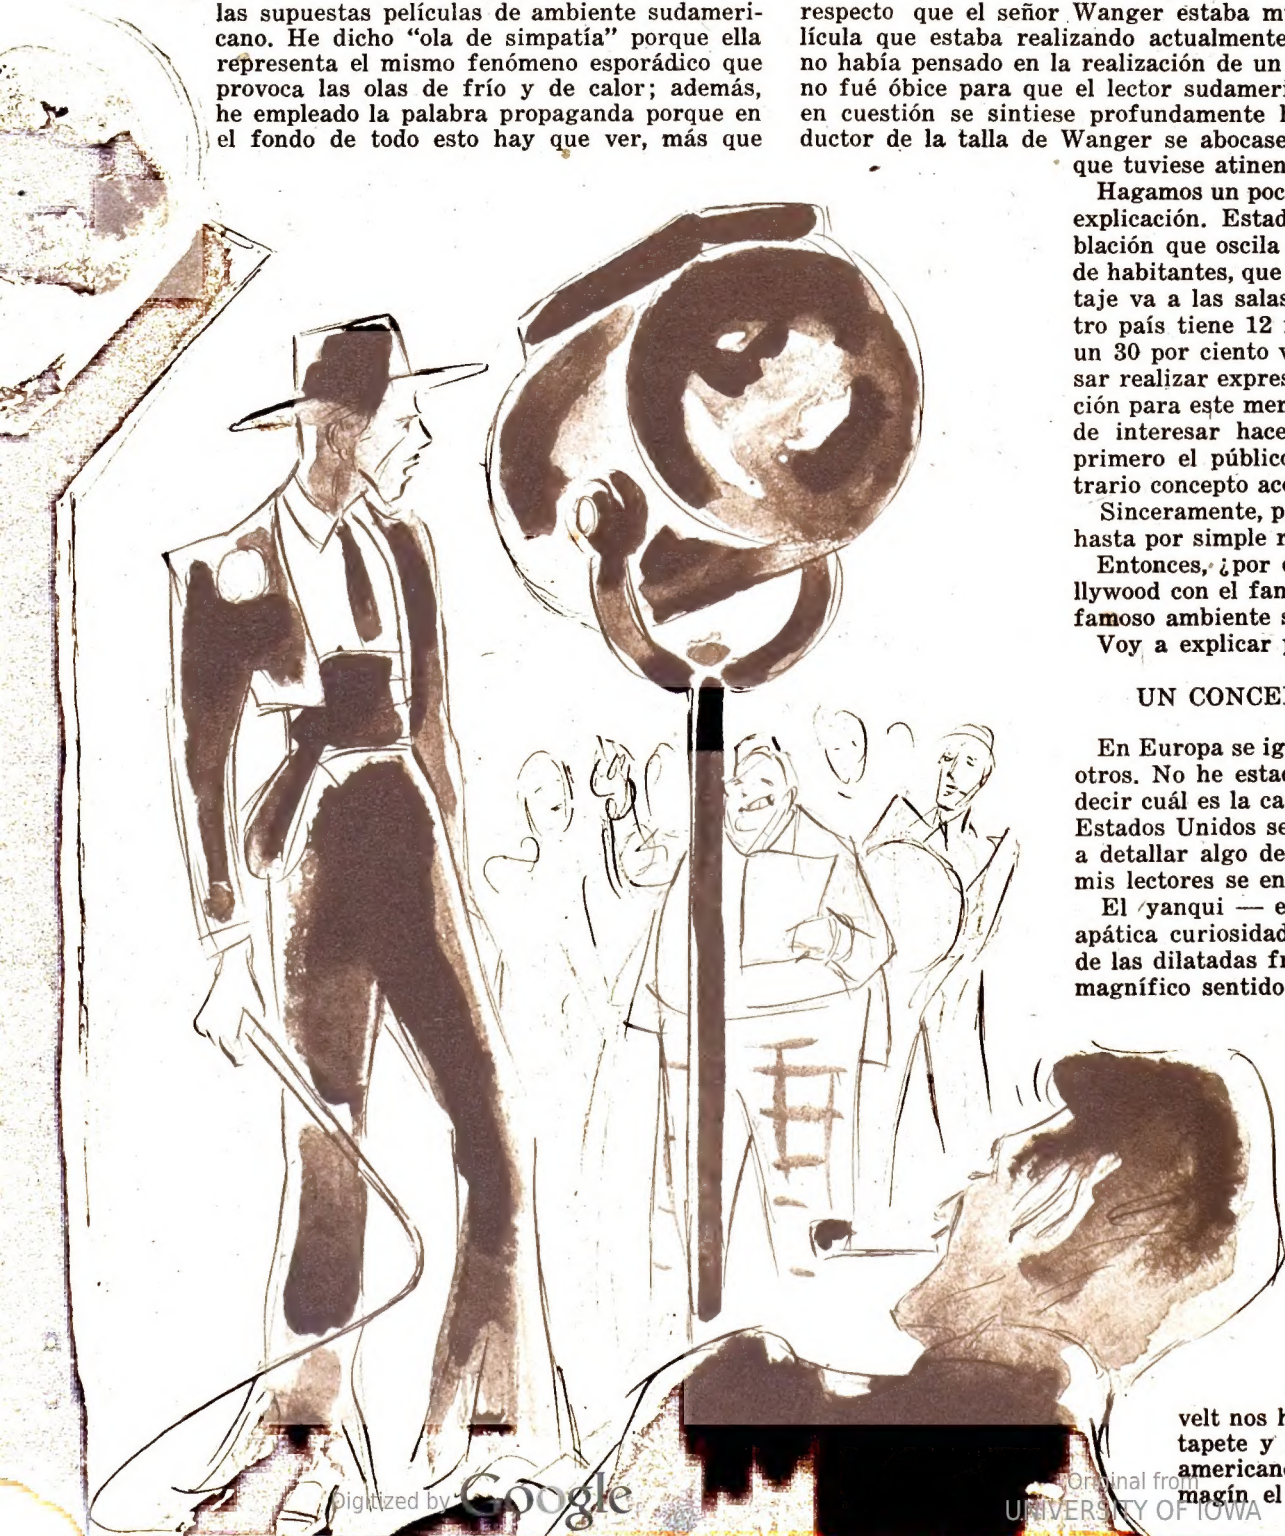 las supuestas películas de ambiente sudameri-
cano. He dicho “ola de simpatía” porque ella
representa el mismo fenómeno esporádico que
provoca las olas de frío y de calor; además,
he empleado la palabra propaganda porque en
el fondo de todo esto hay que ver, más que
respecto que el señor Wanger estaba
lícula que estaba realizando actualmente
no había pensado en la realización de un
no fué óbice para que el lector sudameri
en cuestión se sintiese profundamente
ductor de la talla de Wanger se abocase
que tuviese atinen
Hagamos un poc
explicación. Estad
blación que oscila
de habitantes, que
taje va a las salas
tro país tiene 12
un 30 por ciento
sar realizar expres
ción para este mer
de interesar hace
primero el público
trario concepto ac
Sinceramente, p
hasta por simple
Entonces, ¿por
llywood con el fan
famoso ambiente s
Voy a explicar
UN CONCE
En Europa se ig
otros. No he esta
decir cuál es la ca
Estados Unidos se
a detallar algo de
mis lectores se en
El yanqui — e
apática curiosidad
de las dilatadas fr
magnífico sentido
velt nos h
tapete y
american
magín el
Digitized by Google
Original from
UNIVERSITY OF IOWA